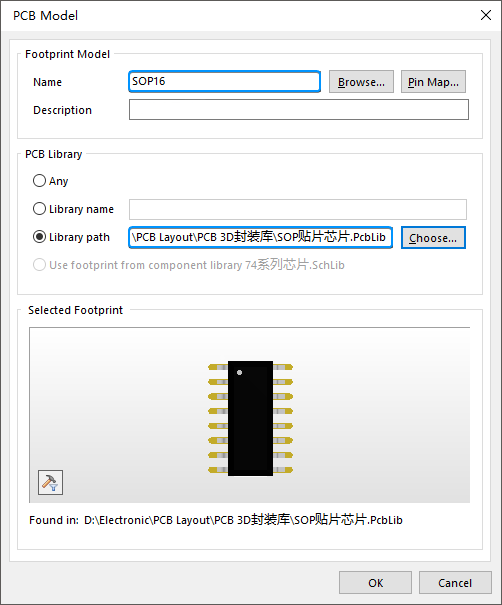 PCB Model
Footprint Model
Name SOP16 Browse... Pin Map...
Description
PCB Library
Any
Library name
Library path \PCB Layout\PCB 3D封装库\SOP贴片芯片.PcbLib Choose...
Use footprint from component library 74系列芯片.SchLib
Selected Footprint
Found in: D:\Electronic\PCB Layout\PCB 3D封装库\SOP贴片芯片.PcbLib
OK Cancel